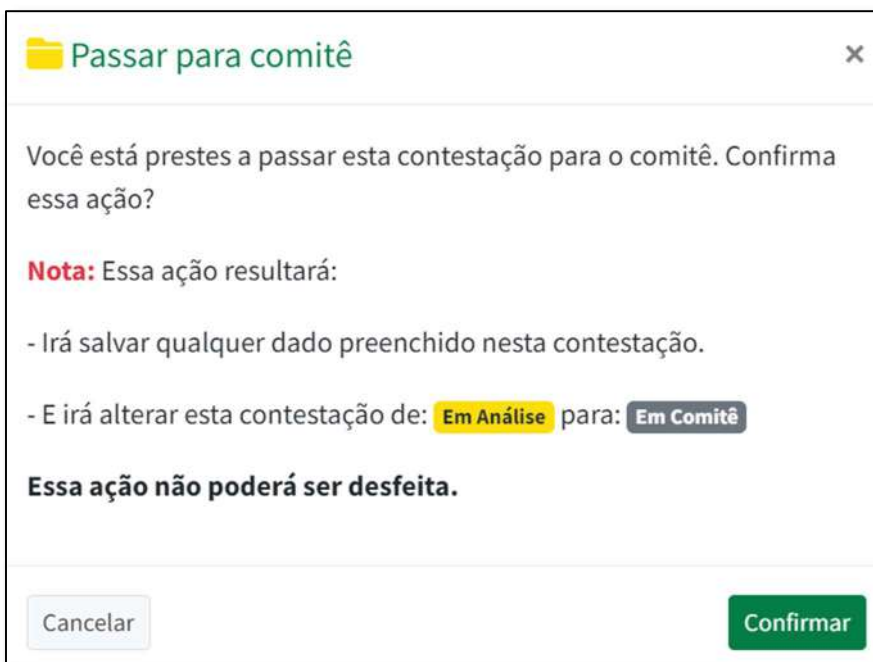 Passar para comitê ×
Você está prestes a passar esta contestação para o comitê. Confirma
essa ação?
Nota: Essa ação resultará:
- Irá salvar qualquer dado preenchido nesta contestação.
- E irá alterar esta contestação de: Em Análise para: Em Comitê
Essa ação não poderá ser desfeita.
Cancelar Confirmar